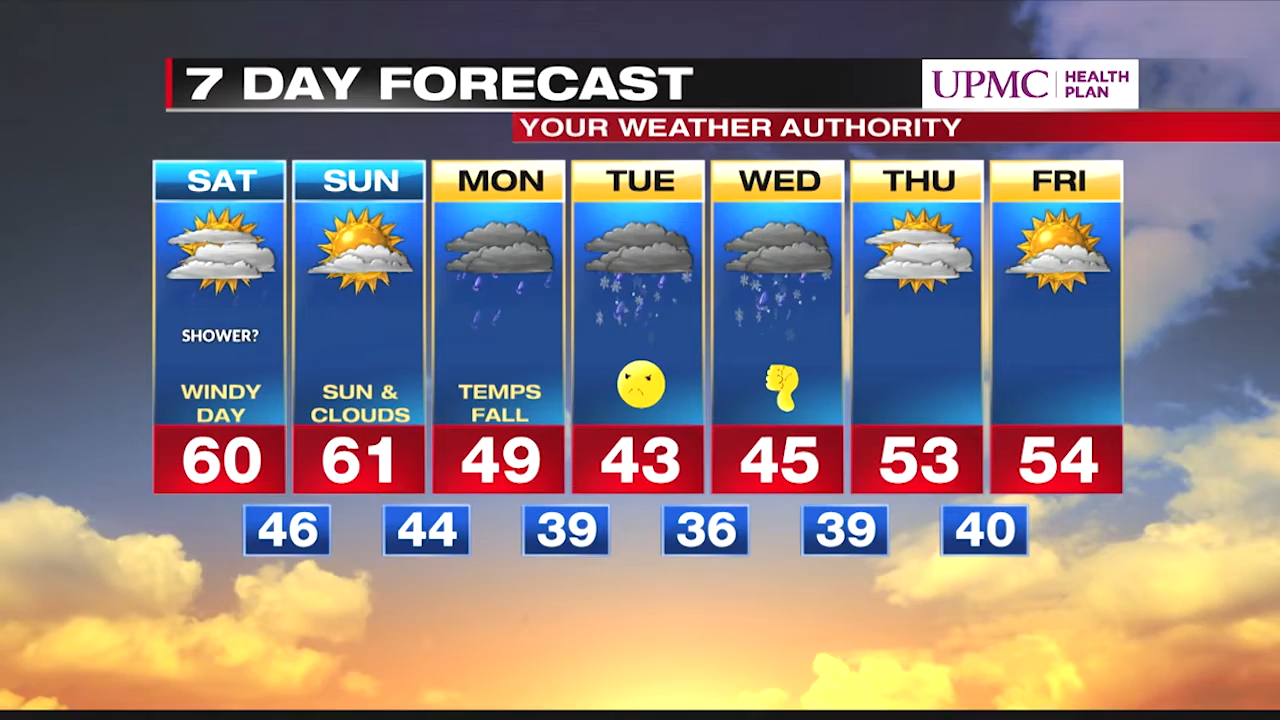 7 DAY FORECAST
UPMC HEALTH
PLAN
YOUR WEATHER AUTHORITY
SAT SUN MON TUE WED THU FRI
SHOWER?
WINDY SUN & TEMPS
DAY CLOUDS FALL
60 61 49 43 45 53 54
46 44 39 36 39 40